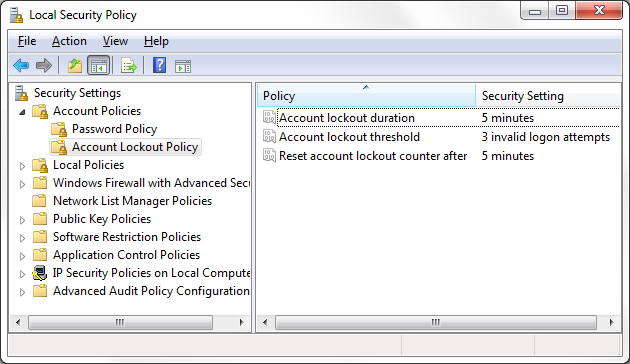 Local Security Policy
File Action View Help
Security Settings
Account Policies
Password Policy
Account Lockout Policy
Local Policies
Windows Firewall with Advanced Secu
Network List Manager Policies
Public Key Policies
Software Restriction Policies
Application Control Policies
IP Security Policies on Local Compute
Advanced Audit Policy Configuration
Policy Security Setting
Account lockout duration 5 minutes
Account lockout threshold 3 invalid logon attempts
Reset account lockout counter after 5 minutes